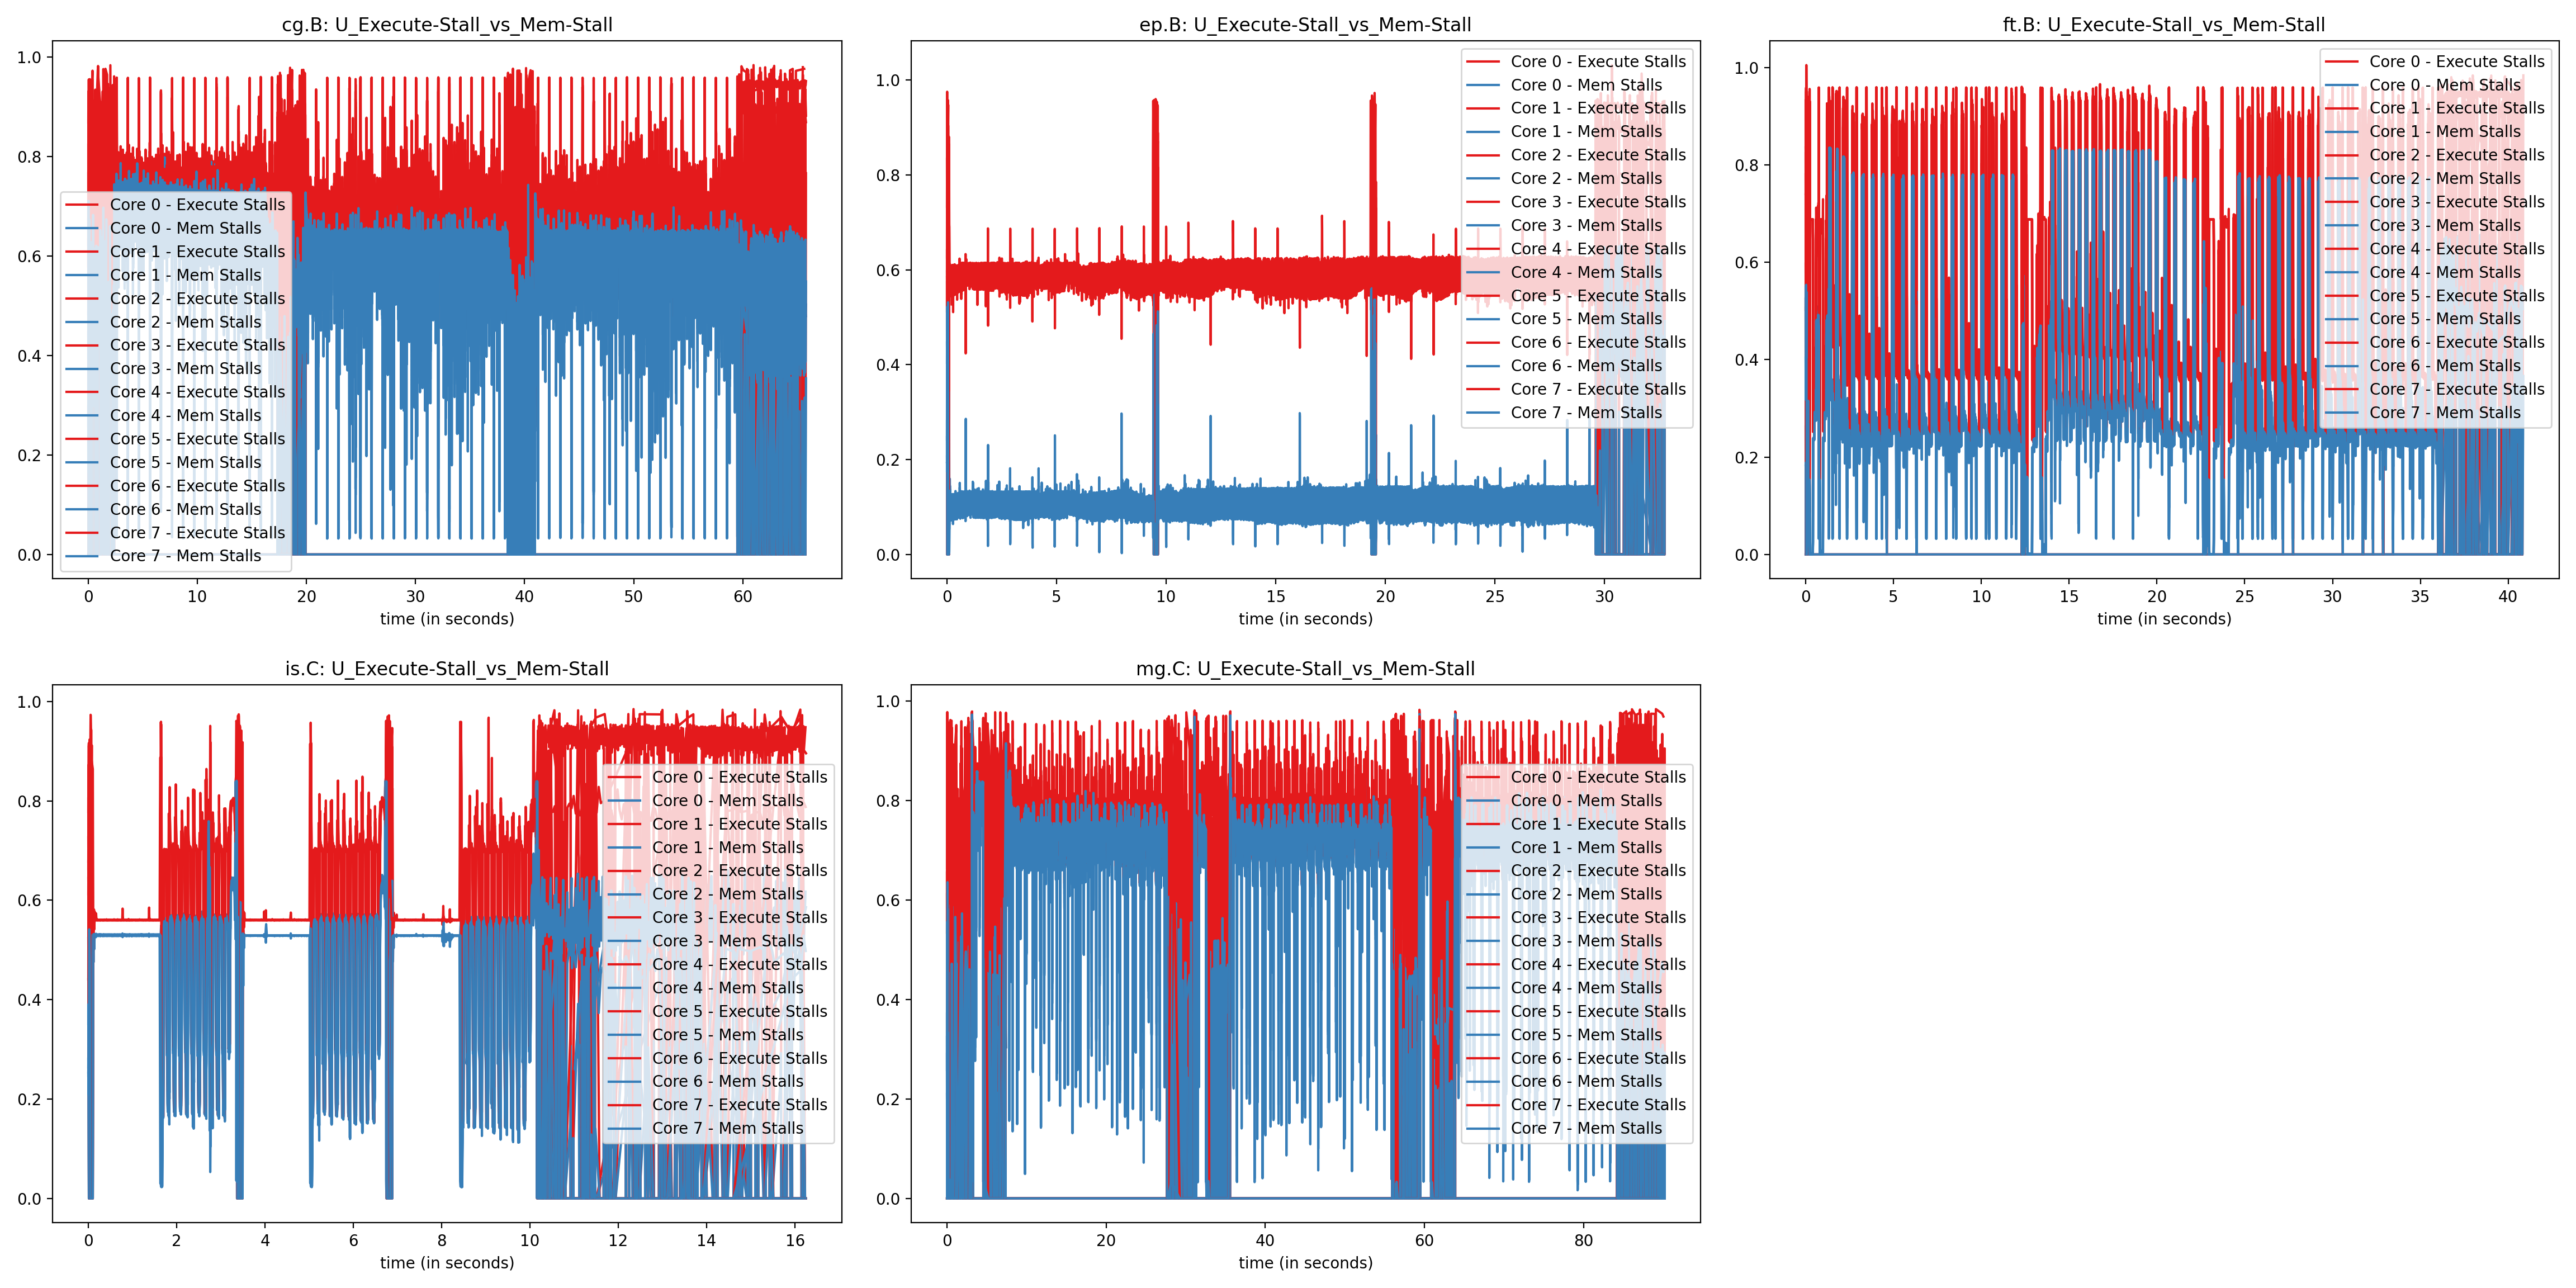 cg.B: U_Execute-Stall_vs_Mem-Stall
1.0
0.8
0.6
0.4
0.2
0.0
Core 0 - Execute Stalls
Core 0 - Mem Stalls
Core 1 - Execute Stalls
Core 1 - Mem Stalls
Core 2 - Execute Stalls
Core 2 - Mem Stalls
Core 3 - Execute Stalls
Core 3 - Mem Stalls
Core 4 - Execute Stalls
Core 4 - Mem Stalls
Core 5 - Execute Stalls
Core 5 - Mem Stalls
Core 6 - Execute Stalls
Core 6 - Mem Stalls
Core 7 - Execute Stalls
Core 7 - Mem Stalls
0 10 20 30 40 50 60
time (in seconds)
ep.B: U_Execute-Stall_vs_Mem-Stall
1.0
0.8
0.6
0.4
0.2
0.0
Core 0 - Execute Stalls
Core 0 - Mem Stalls
Core 1 - Execute Stalls
Core 1 - Mem Stalls
Core 2 - Execute Stalls
Core 2 - Mem Stalls
Core 3 - Execute Stalls
Core 3 - Mem Stalls
Core 4 - Execute Stalls
Core 4 - Mem Stalls
Core 5 - Execute Stalls
Core 5 - Mem Stalls
Core 6 - Execute Stalls
Core 6 - Mem Stalls
Core 7 - Execute Stalls
Core 7 - Mem Stalls
0 5 10 15 20 25 30
time (in seconds)
ft.B: U_Execute-Stall_vs_Mem-Stall
1.0
0.8
0.6
0.4
0.2
0.0
Core 0 - Execute Stalls
Core 0 - Mem Stalls
Core 1 - Execute Stalls
Core 1 - Mem Stalls
Core 2 - Execute Stalls
Core 2 - Mem Stalls
Core 3 - Execute Stalls
Core 3 - Mem Stalls
Core 4 - Execute Stalls
Core 4 - Mem Stalls
Core 5 - Execute Stalls
Core 5 - Mem Stalls
Core 6 - Execute Stalls
Core 6 - Mem Stalls
Core 7 - Execute Stalls
Core 7 - Mem Stalls
0 5 10 15 20 25 30 35 40
time (in seconds)
is.C: U_Execute-Stall_vs_Mem-Stall
1.0
0.8
0.6
0.4
0.2
0.0
Core 0 - Execute Stalls
Core 0 - Mem Stalls
Core 1 - Execute Stalls
Core 1 - Mem Stalls
Core 2 - Execute Stalls
Core 2 - Mem Stalls
Core 3 - Execute Stalls
Core 3 - Mem Stalls
Core 4 - Execute Stalls
Core 4 - Mem Stalls
Core 5 - Execute Stalls
Core 5 - Mem Stalls
Core 6 - Execute Stalls
Core 6 - Mem Stalls
Core 7 - Execute Stalls
Core 7 - Mem Stalls
0 2 4 6 8 10 12 14 16
time (in seconds)
mg.C: U_Execute-Stall_vs_Mem-Stall
1.0
0.8
0.6
0.4
0.2
0.0
Core 0 - Execute Stalls
Core 0 - Mem Stalls
Core 1 - Execute Stalls
Core 1 - Mem Stalls
Core 2 - Execute Stalls
Core 2 - Mem Stalls
Core 3 - Execute Stalls
Core 3 - Mem Stalls
Core 4 - Execute Stalls
Core 4 - Mem Stalls
Core 5 - Execute Stalls
Core 5 - Mem Stalls
Core 6 - Execute Stalls
Core 6 - Mem Stalls
Core 7 - Execute Stalls
Core 7 - Mem Stalls
0 20 40 60 80
time (in seconds)